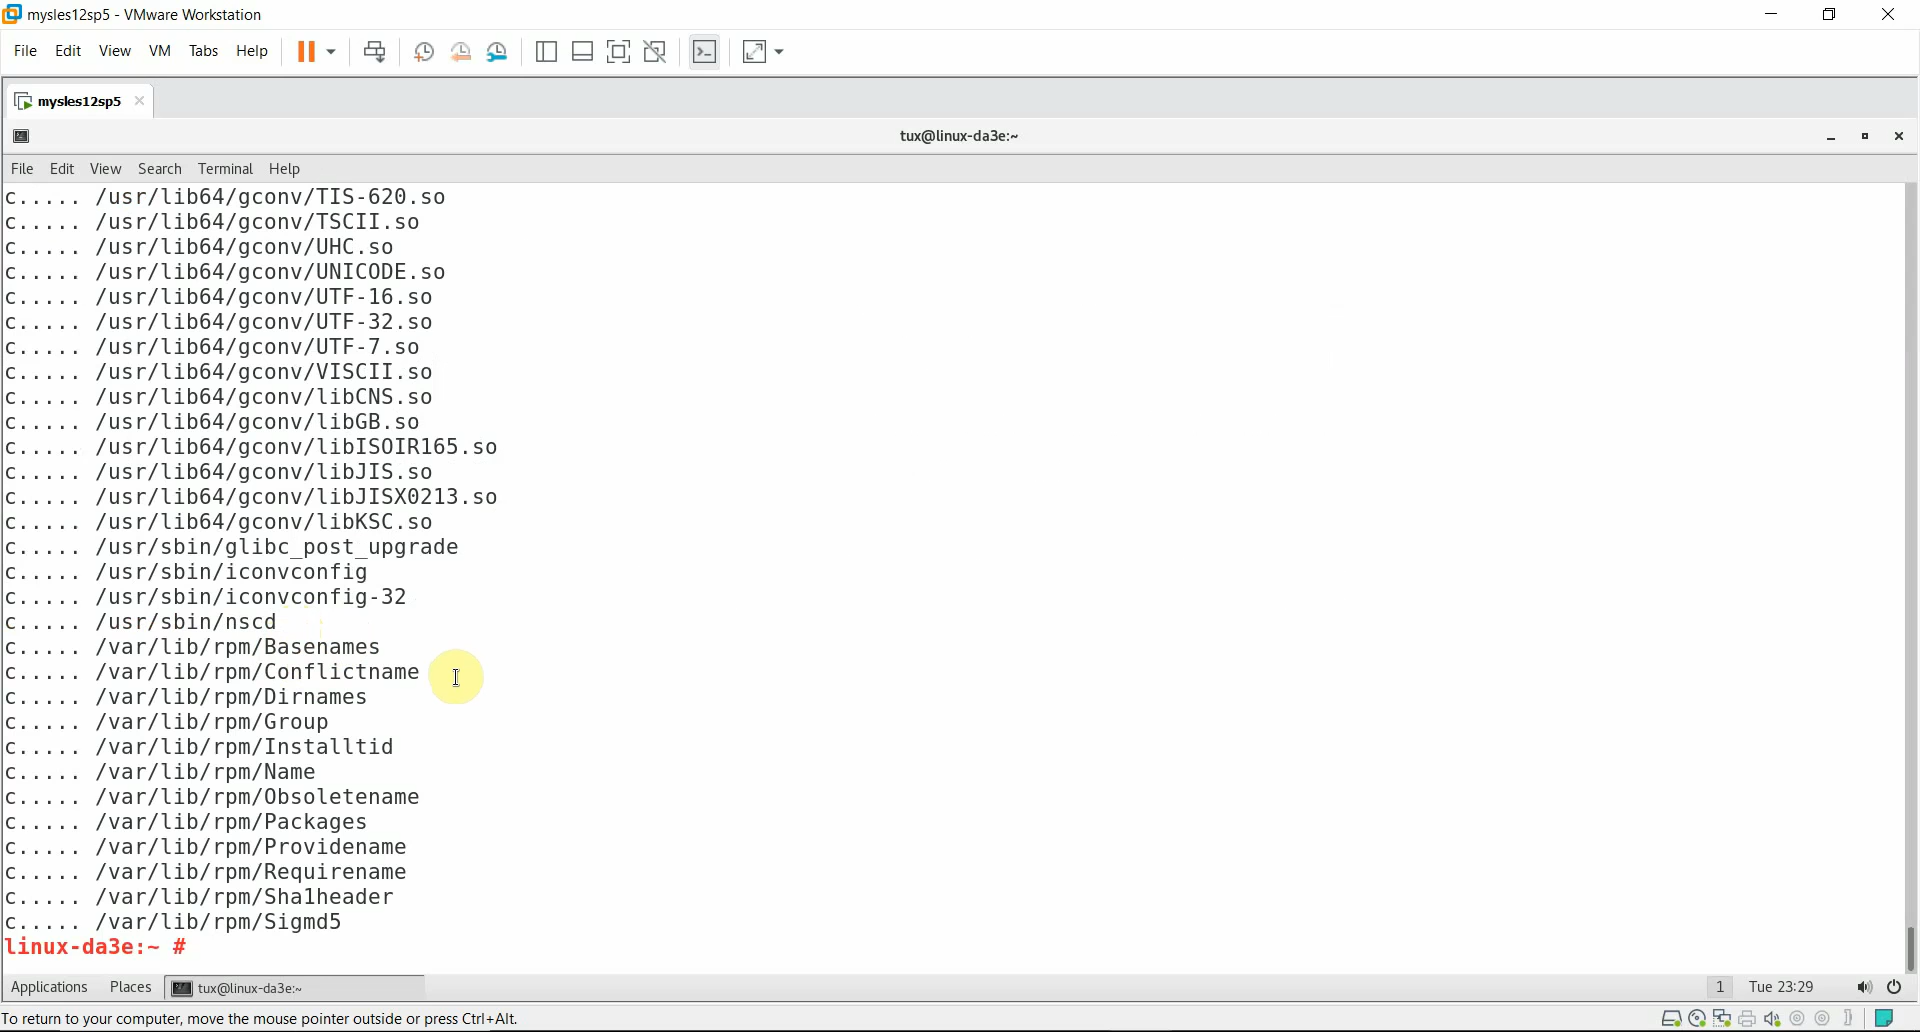 mysles12sp5 - VMware Workstation
File Edit View VM Tabs Help
mysles12sp5
tux@linux-da3e:~
File Edit View Search Terminal Help
c..... /usr/lib64/gconv/TIS-620.so
c..... /usr/lib64/gconv/TSCII.so
c..... /usr/lib64/gconv/UHC.so
c..... /usr/lib64/gconv/UNICODE.so
c..... /usr/lib64/gconv/UTF-16.so
c..... /usr/lib64/gconv/UTF-32.so
c..... /usr/lib64/gconv/UTF-7.so
c..... /usr/lib64/gconv/VISCII.so
c..... /usr/lib64/gconv/libCNS.so
c..... /usr/lib64/gconv/libGB.so
c..... /usr/lib64/gconv/libISOIR165.so
c..... /usr/lib64/gconv/libJIS.so
c..... /usr/lib64/gconv/libJISX0213.so
c..... /usr/lib64/gconv/libKSC.so
c..... /usr/sbin/glibc_post_upgrade
c..... /usr/sbin/iconvconfig
c..... /usr/sbin/iconvconfig-32
c..... /usr/sbin/nscd
c..... /var/lib/rpm/Basenames
c..... /var/lib/rpm/Conflictname
c..... /var/lib/rpm/Dirnames
c..... /var/lib/rpm/Group
c..... /var/lib/rpm/Installtid
c..... /var/lib/rpm/Name
c..... /var/lib/rpm/Obsoletename
c..... /var/lib/rpm/Packages
c..... /var/lib/rpm/Providename
c..... /var/lib/rpm/Requirename
c..... /var/lib/rpm/Sha1header
c..... /var/lib/rpm/Sigmd5
linux-da3e:~ #
Applications Places tux@linux-da3e:~ 1 Tue 23:29
To return to your computer, move the mouse pointer outside or press Ctrl+Alt.